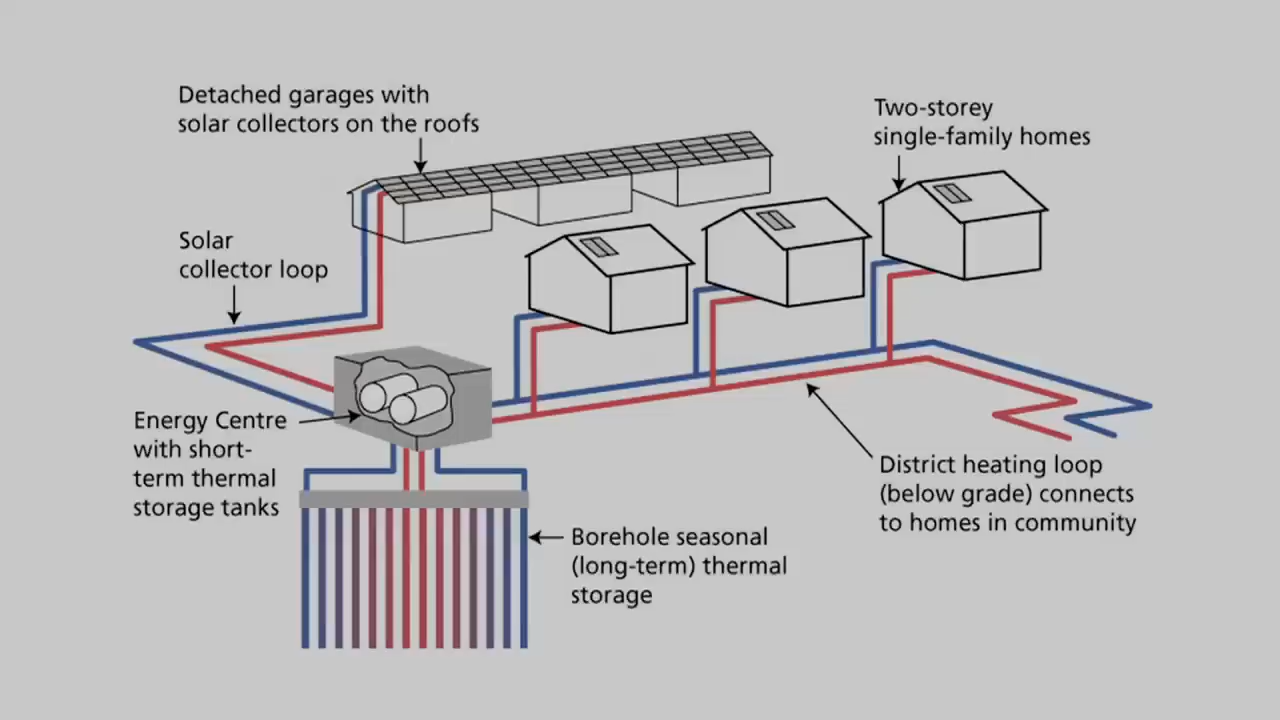 Detached garages with
solar collectors on the roofs
Two-storey
single-family homes
Solar
collector loop
Energy Centre
with short-
term thermal
storage tanks
District heating loop
(below grade) connects
to homes in community
Borehole seasonal
(long-term) thermal
storage